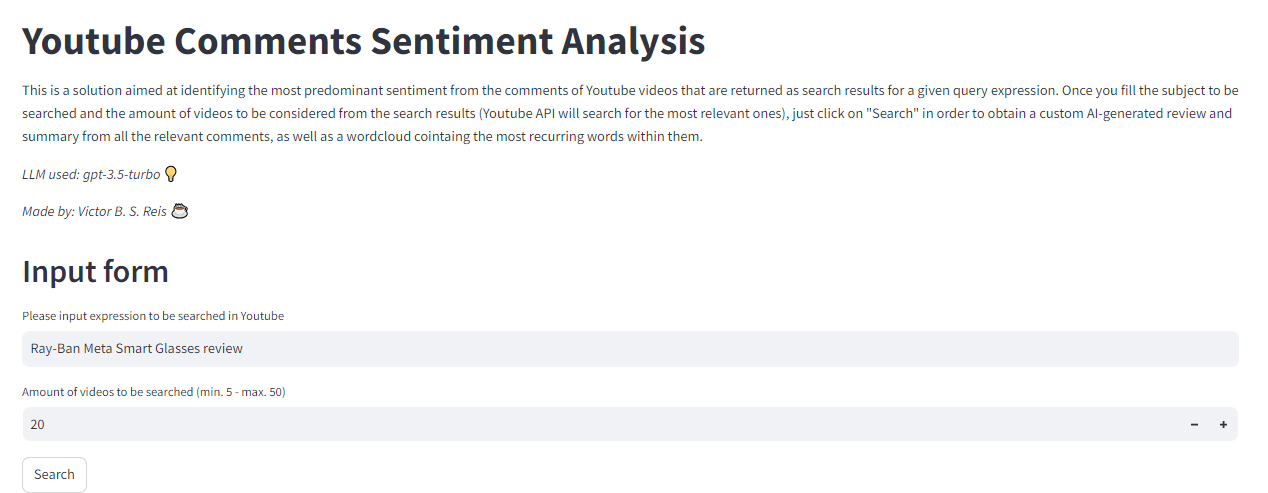 Youtube Comments Sentiment Analysis
This is a solution aimed at identifying the most predominant sentiment from the comments of Youtube videos that are returned as search results for a given query expression. Once you fill the subject to be
searched and the amount of videos to be considered from the search results (Youtube API will search for the most relevant ones), just click on "Search" in order to obtain a custom AI-generated review and
summary from all the relevant comments, as well as a wordcloud cointaing the most recurring words within them.
LLM used: gpt-3.5-turbo 💡
Made by: Victor B. S. Reis ☕
Input form
Please input expression to be searched in Youtube
Ray-Ban Meta Smart Glasses review
Amount of videos to be searched (min. 5 - max. 50)
20 − +
Search